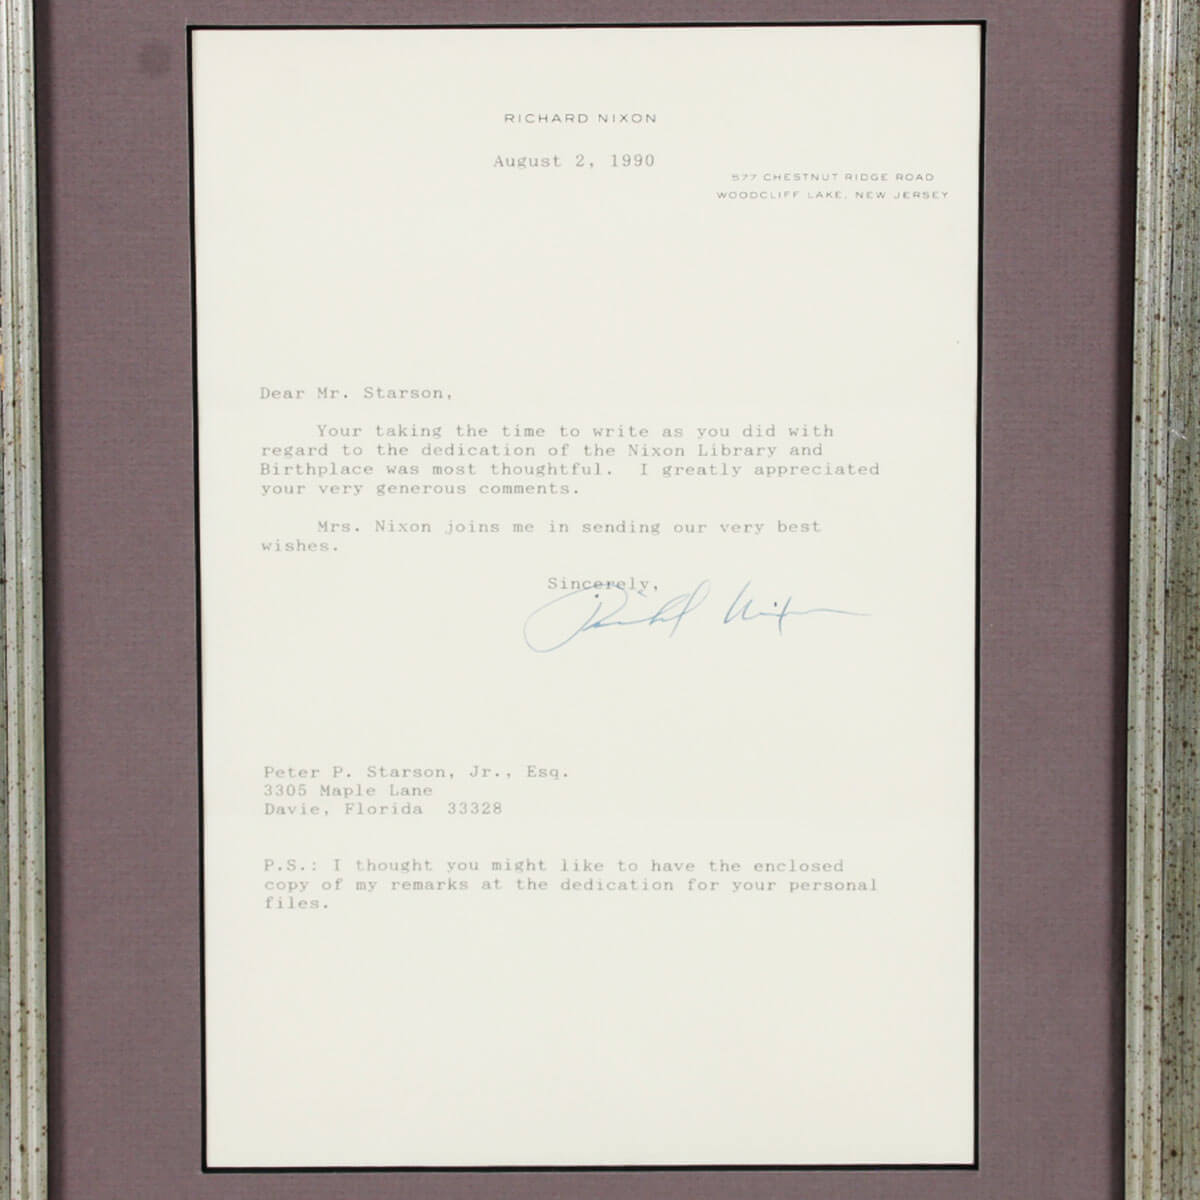 RICHARD NIXON
August 2, 1990
577 CHESTNUT RIDGE ROAD
WOODCLIFF LAKE, NEW JERSEY
Dear Mr. Starson,
Your taking the time to write as you did with
regard to the dedication of the Nixon Library and
Birthplace was most thoughtful. I greatly appreciated
your very generous comments.
Mrs. Nixon joins me in sending our very best
wishes.
Sincerely,
Richard Nixon
Peter P. Starson, Jr., Esq.
3305 Maple Lane
Davie, Florida 33328
P.S.: I thought you might like to have the enclosed
copy of my remarks at the dedication for your personal
files.